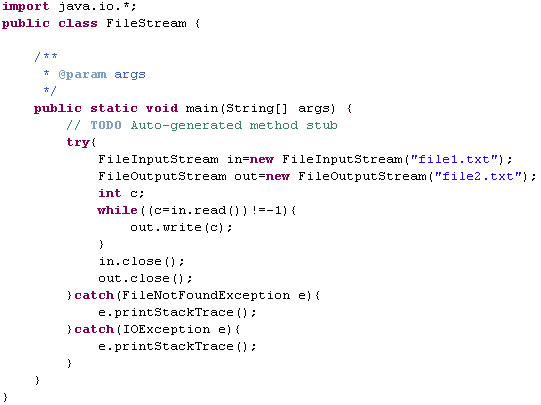 import java.io.*;
public class FileStream {
/**
* @param args
*/
public static void main(String[] args) {
// TODO Auto-generated method stub
try{
FileInputStream in=new FileInputStream("file1.txt");
FileOutputStream out=new FileOutputStream("file2.txt");
int c;
while((c=in.read())!=-1){
out.write(c);
}
in.close();
out.close();
}catch(FileNotFoundException e){
e.printStackTrace();
}catch(IOException e){
e.printStackTrace();
}
}
}